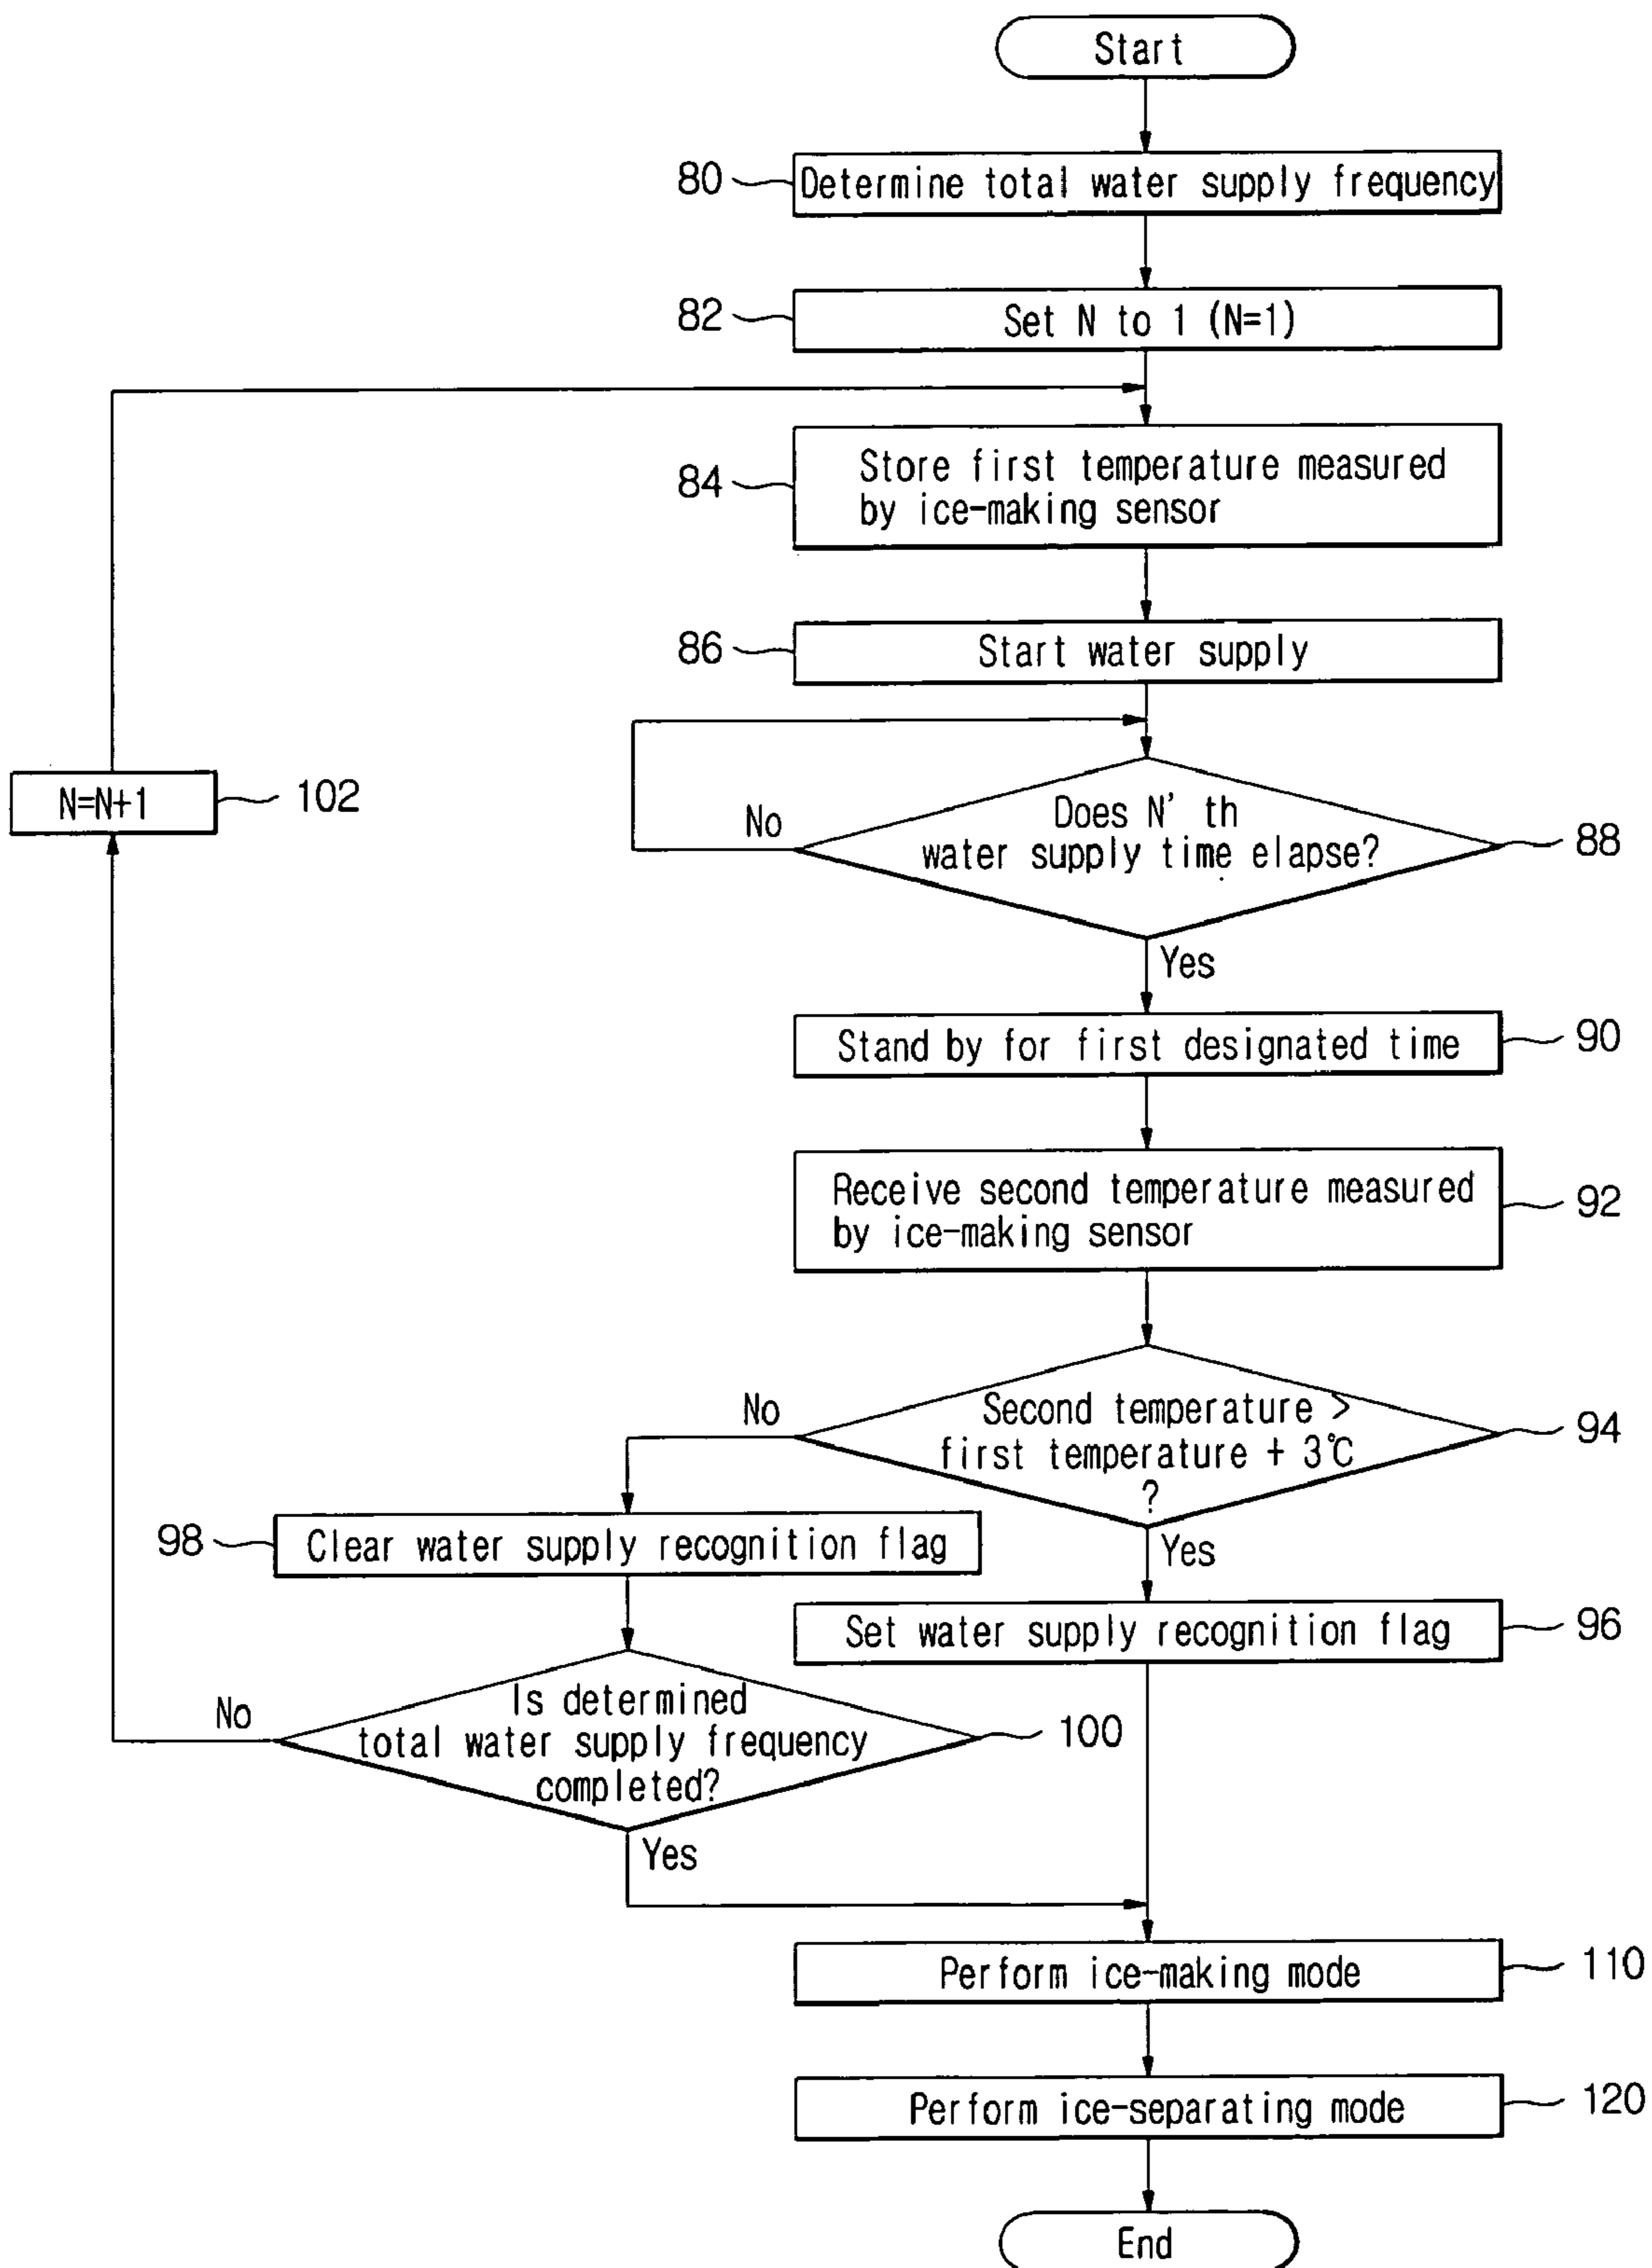 Start
80
Determine total water supply frequency
82
Set N to 1 (N=1)
84
Store first temperature measured
by ice-making sensor
86
Start water supply
N=N+1
102
No
Does N' th
water supply time elapse?
88
Yes
Stand by for first designated time
90
Receive second temperature measured
by ice-making sensor
92
No
Second temperature >
first temperature + 3℃
?
94
Yes
98
Clear water supply recognition flag
Set water supply recognition flag
96
No
Is determined
total water supply frequency
completed?
100
Yes
Perform ice-making mode
110
Perform ice-separating mode
120
End